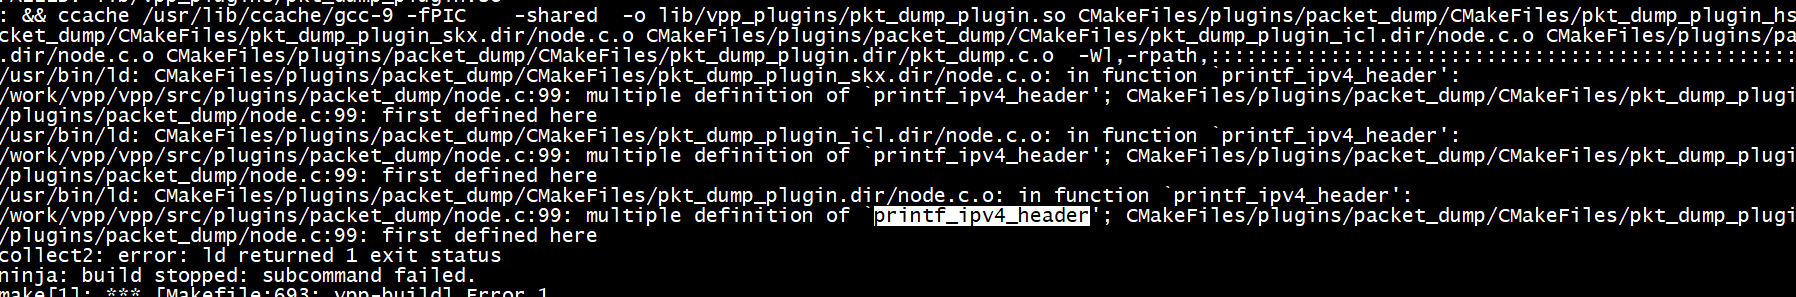 : && ccache /usr/lib/ccache/gcc-9 -fPIC    -shared  -o lib/vpp_plugins/pkt_dump_plugin.so CMakeFiles/plugins/packet_dump/CMakeFiles/pkt_dump_plugin_hs
cket_dump/CMakeFiles/pkt_dump_plugin_skx.dir/node.c.o CMakeFiles/plugins/packet_dump/CMakeFiles/pkt_dump_plugin_icl.dir/node.c.o CMakeFiles/plugins/pa
.dir/node.c.o CMakeFiles/plugins/packet_dump/CMakeFiles/pkt_dump_plugin.dir/pkt_dump.c.o  -Wl,-rpath,:::::::::::::::::::::::::::::::::::::::::::::::::
/usr/bin/ld: CMakeFiles/plugins/packet_dump/CMakeFiles/pkt_dump_plugin_skx.dir/node.c.o: in function `printf_ipv4_header':
/work/vpp/vpp/src/plugins/packet_dump/node.c:99: multiple definition of `printf_ipv4_header'; CMakeFiles/plugins/packet_dump/CMakeFiles/pkt_dump_plugi
/plugins/packet_dump/node.c:99: first defined here
/usr/bin/ld: CMakeFiles/plugins/packet_dump/CMakeFiles/pkt_dump_plugin_icl.dir/node.c.o: in function `printf_ipv4_header':
/work/vpp/vpp/src/plugins/packet_dump/node.c:99: multiple definition of `printf_ipv4_header'; CMakeFiles/plugins/packet_dump/CMakeFiles/pkt_dump_plugi
/plugins/packet_dump/node.c:99: first defined here
/usr/bin/ld: CMakeFiles/plugins/packet_dump/CMakeFiles/pkt_dump_plugin.dir/node.c.o: in function `printf_ipv4_header':
/work/vpp/vpp/src/plugins/packet_dump/node.c:99: multiple definition of `printf_ipv4_header'; CMakeFiles/plugins/packet_dump/CMakeFiles/pkt_dump_plugi
/plugins/packet_dump/node.c:99: first defined here
collect2: error: ld returned 1 exit status
ninja: build stopped: subcommand failed.
make[1]: *** [Makefile:693: vpp-build] Error 1